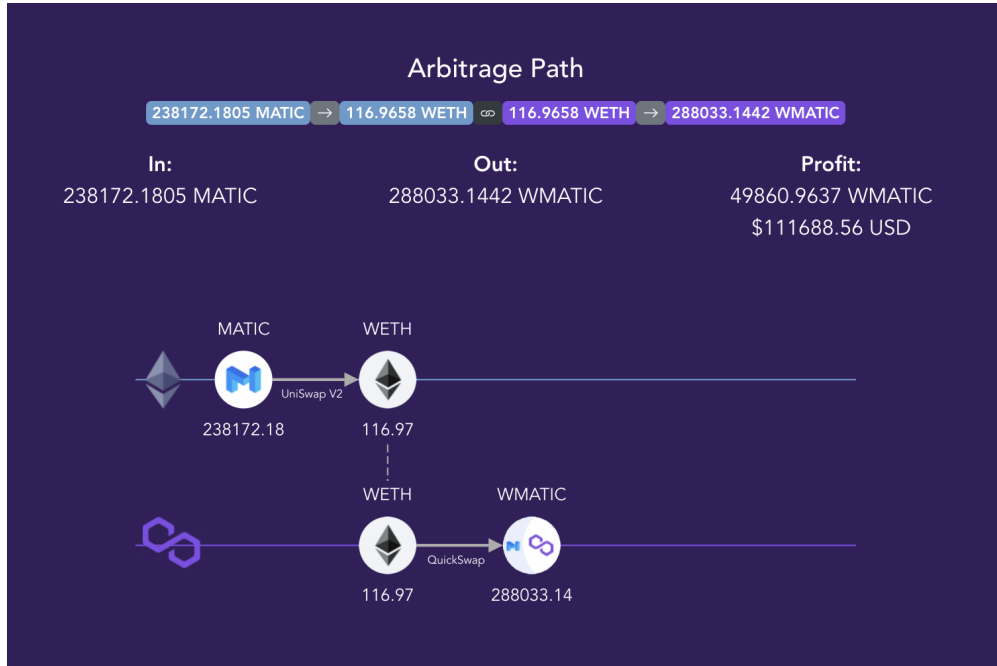 Arbitrage Path
238172.1805 MATIC → 116.9658 WETH 116.9658 WETH → 288033.1442 WMATIC
In: Out: Profit:
238172.1805 MATIC 288033.1442 WMATIC 49860.9637 WMATIC
$111688.56 USD
MATIC WETH
UniSwap V2
238172.18 116.97
WETH WMATIC
QuickSwap
116.97 288033.14